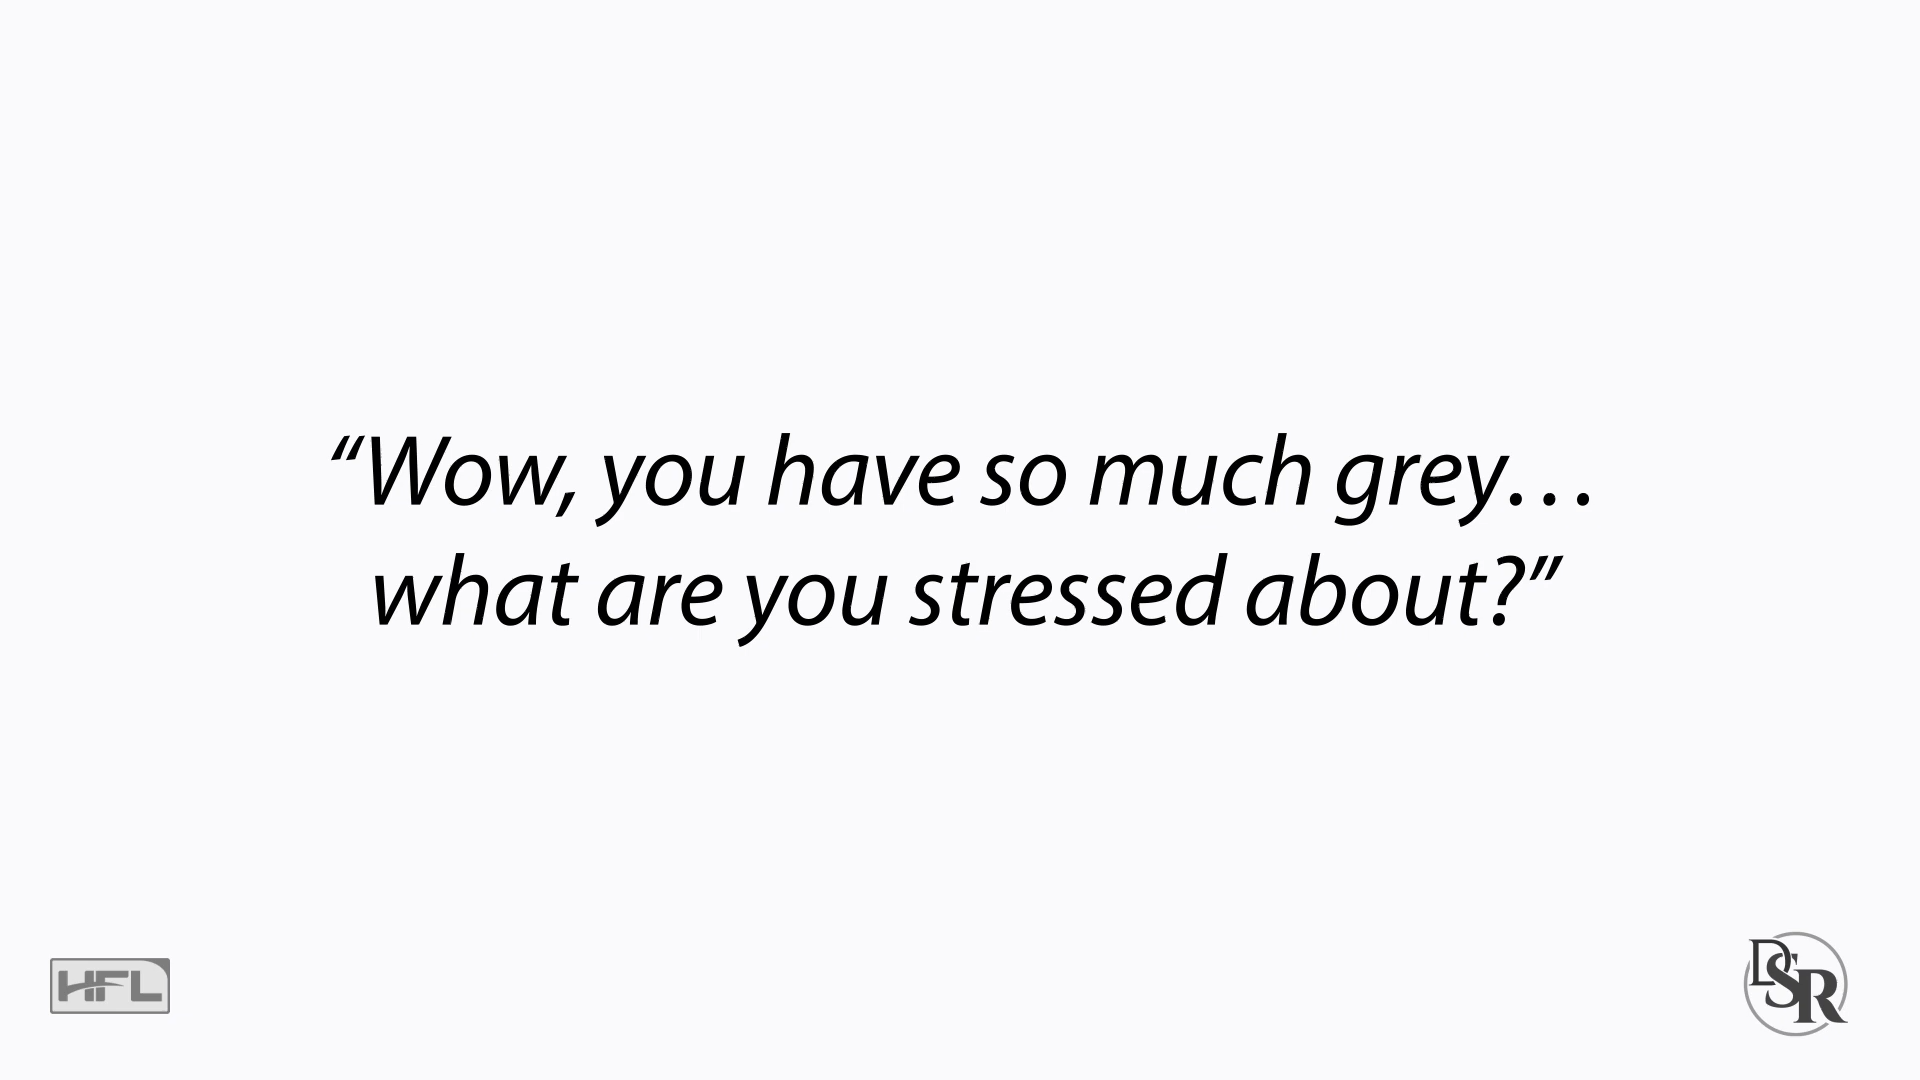 “Wow, you have so much grey…
what are you stressed about?”
HFL
DSR